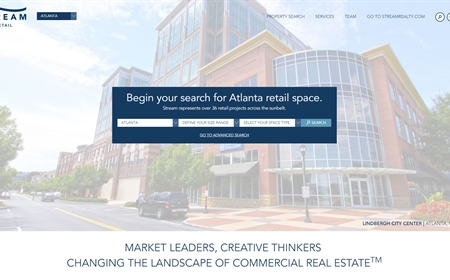 STREAM
RETAIL
ATLANTA
PROPERTY SEARCH SERVICES TEAM GO TO STREAMREALTY.COM
Begin your search for Atlanta retail space.
Stream represents over 36 retail projects across the sunbelt.
ATLANTA DEFINE YOUR SIZE RANGE SELECT YOUR SPACE TYPE SEARCH
GO TO ADVANCED SEARCH
LINDBERGH CITY CENTER | ATLANTA,
MARKET LEADERS, CREATIVE THINKERS
CHANGING THE LANDSCAPE OF COMMERCIAL REAL ESTATE™